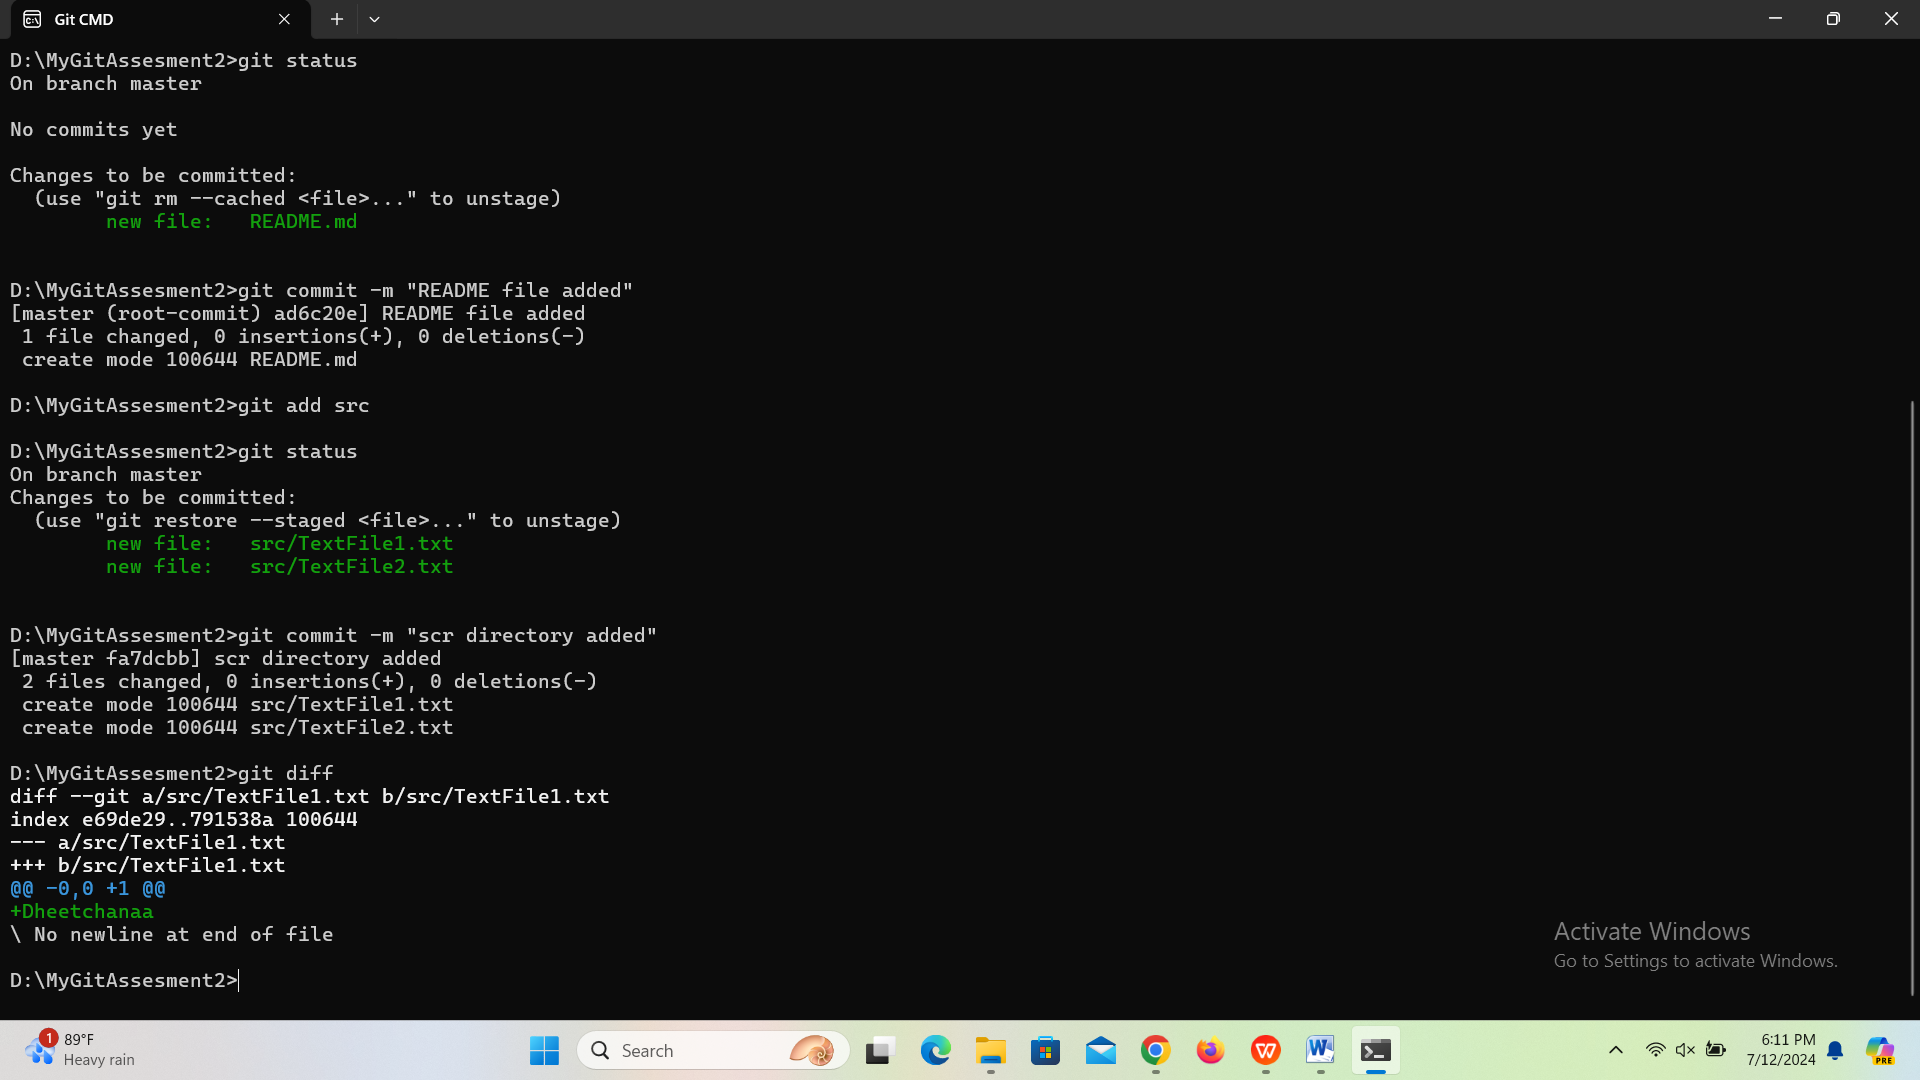 Git CMD
D:\MyGitAssesment2>git status
On branch master
No commits yet
Changes to be committed:
  (use "git rm --cached <file>..." to unstage)
        new file:   README.md
D:\MyGitAssesment2>git commit -m "README file added"
[master (root-commit) ad6c20e] README file added
 1 file changed, 0 insertions(+), 0 deletions(-)
 create mode 100644 README.md
D:\MyGitAssesment2>git add src
D:\MyGitAssesment2>git status
On branch master
Changes to be committed:
  (use "git restore --staged <file>..." to unstage)
        new file:   src/TextFile1.txt
        new file:   src/TextFile2.txt
D:\MyGitAssesment2>git commit -m "scr directory added"
[master fa7dcbb] scr directory added
 2 files changed, 0 insertions(+), 0 deletions(-)
 create mode 100644 src/TextFile1.txt
 create mode 100644 src/TextFile2.txt
D:\MyGitAssesment2>git diff
diff --git a/src/TextFile1.txt b/src/TextFile1.txt
index e69de29..791538a 100644
--- a/src/TextFile1.txt
+++ b/src/TextFile1.txt
@@ -0,0 +1 @@
+Dheetchanaa
\ No newline at end of file
D:\MyGitAssesment2>
Activate Windows
Go to Settings to activate Windows.
1
89°F
Heavy rain
Search
6:11 PM
7/12/2024
PRE